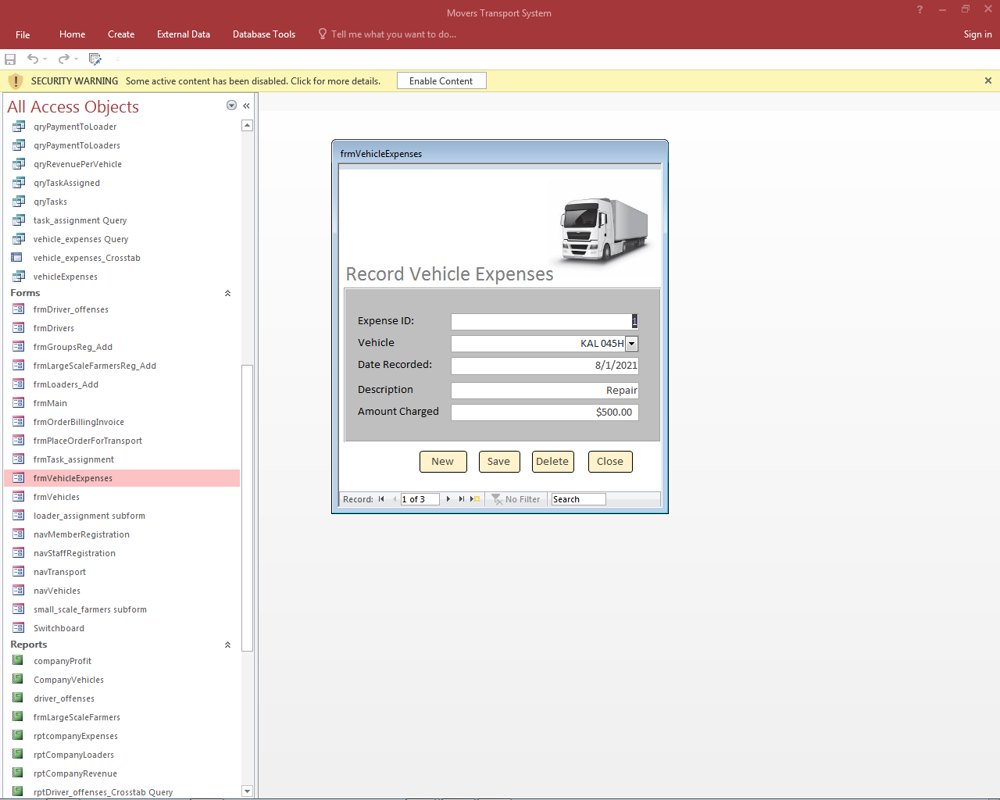 Movers Transport System
?
File
Home
Create
External Data
Database Tools
Tell me what you want to do...
Sign in
SECURITY WARNING Some active content has been disabled. Click for more details.
Enable Content
All Access Objects
qryPaymentToLoader
qryPaymentToLoaders
qryRevenuePerVehicle
qryTaskAssigned
qryTasks
task_assignment Query
vehicle_expenses Query
vehicle_expenses_Crosstab
vehicleExpenses
Forms
frmDriver_offenses
frmDrivers
frmGroupsReg_Add
frmLargeScaleFarmersReg_Add
frmLoaders_Add
frmMain
frmOrderBillingInvoice
frmPlaceOrderForTransport
frmTask_assignment
frmVehicleExpenses
frmVehicles
loader_assignment subform
navMemberRegistration
navStaffRegistration
navTransport
navVehicles
small_scale_farmers subform
Switchboard
Reports
companyProfit
CompanyVehicles
driver_offenses
frmLargeScaleFarmers
rptcompanyExpenses
rptCompanyLoaders
rptCompanyRevenue
rptDriver_offenses_Crosstab Query
frmVehicleExpenses
Record Vehicle Expenses
Expense ID: 1
Vehicle KAL 045H
Date Recorded: 8/1/2021
Description Repair
Amount Charged $500.00
New
Save
Delete
Close
Record: 1 of 3 No Filter Search